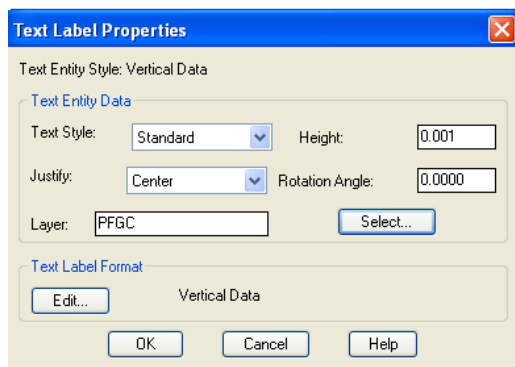 Text Label Properties
Text Entity Style: Vertical Data
Text Entity Data
Text Style: Standard Height: 0.001
Justify: Center Rotation Angle: 0.0000
Layer: PFGC Select...
Text Label Format
Edit... Vertical Data
OK Cancel Help